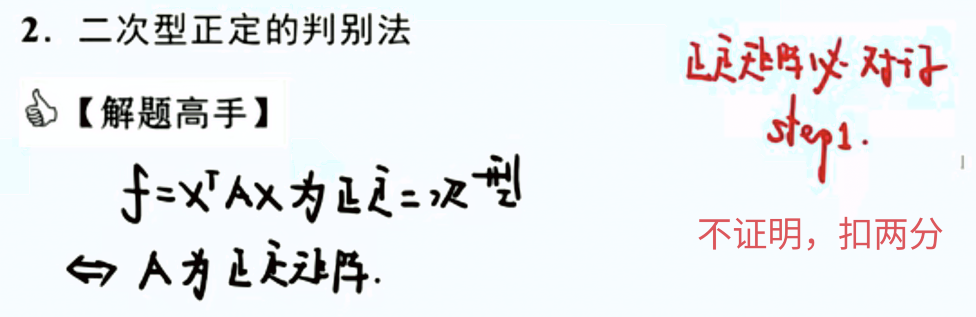 2. 二次型正定的判别法
【解题高手】
f=xᵀAx为正定二次型
⇔ A为正定矩阵.
正定矩阵必对称
step1.
不证明，扣两分